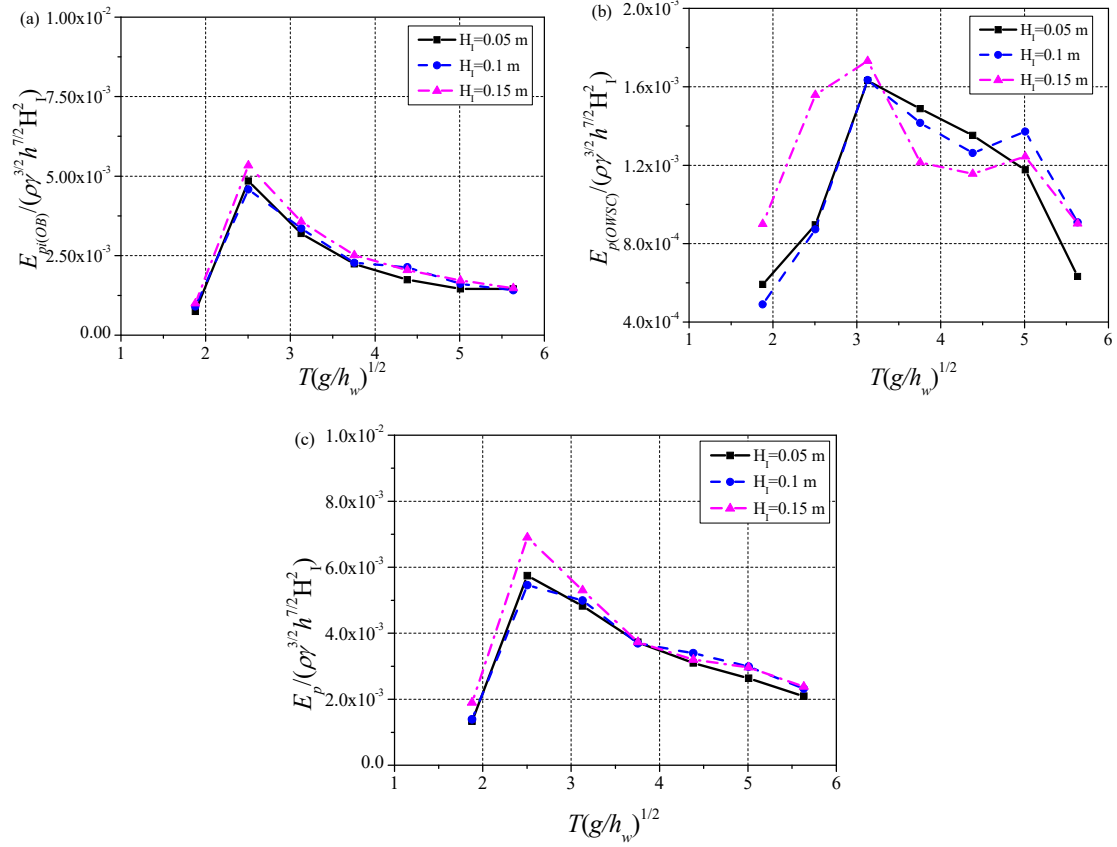 (a)
1.00x10⁻²
7.50x10⁻³
5.00x10⁻³
2.50x10⁻³
0.00
E_{pi(OB)}/(ργ^{3/2}h^{7/2}H²_I)
H_I=0.05 m
H_I=0.1 m
H_I=0.15 m
1 2 3 4 5 6
T(g/h_w)^{1/2}
(b)
2.0x10⁻³
1.6x10⁻³
1.2x10⁻³
8.0x10⁻⁴
4.0x10⁻⁴
E_{p(OWSC)}/(ργ^{3/2}h^{7/2}H²_I)
H_I=0.05 m
H_I=0.1 m
H_I=0.15 m
1 2 3 4 5 6
T(g/h_w)^{1/2}
(c)
1.0x10⁻²
8.0x10⁻³
6.0x10⁻³
4.0x10⁻³
2.0x10⁻³
0.0
E_p/(ργ^{3/2}h^{7/2}H²_I)
H_I=0.05 m
H_I=0.1 m
H_I=0.15 m
1 2 3 4 5 6
T(g/h_w)^{1/2}